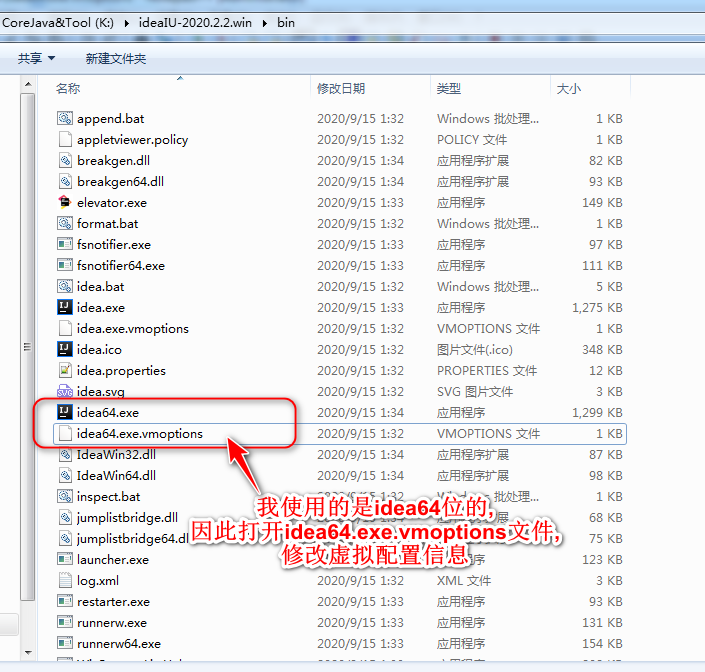 CoreJava&Tool (K:) ▸ ideaIU-2020.2.2.win ▸ bin
共享 新建文件夹
名称 修改日期 类型 大小
append.bat 2020/9/15 1:32 Windows 批处理... 1 KB
appletviewer.policy 2020/9/15 1:32 POLICY 文件 1 KB
breakgen.dll 2020/9/15 1:34 应用程序扩展 82 KB
breakgen64.dll 2020/9/15 1:34 应用程序扩展 93 KB
elevator.exe 2020/9/15 1:33 应用程序 149 KB
format.bat 2020/9/15 1:32 Windows 批处理... 1 KB
fsnotifier.exe 2020/9/15 1:33 应用程序 97 KB
fsnotifier64.exe 2020/9/15 1:33 应用程序 111 KB
idea.bat 2020/9/15 1:32 Windows 批处理... 5 KB
idea.exe 2020/9/15 1:33 应用程序 1,275 KB
idea.exe.vmoptions 2020/9/15 1:32 VMOPTIONS 文件 1 KB
idea.ico 2020/9/15 1:32 图片文件(.ico) 348 KB
idea.properties 2020/9/15 1:32 PROPERTIES 文件 12 KB
idea.svg 2020/9/15 1:32 SVG 图片文件 3 KB
idea64.exe 2020/9/15 1:34 应用程序 1,299 KB
idea64.exe.vmoptions 2020/9/15 1:32 VMOPTIONS 文件 1 KB
IdeaWin32.dll 2020/9/15 1:34 应用程序扩展 87 KB
IdeaWin64.dll 2020/9/15 1:34 应用程序扩展 98 KB
inspect.bat 批处理... 1 KB
我使用的是idea64位的,
jumplistbridge.dll 68 KB
因此打开idea64.exe.vmoptions文件,
jumplistbridge64.dl 75 KB
修改虚拟配置信息
launcher.exe 123 KB
log.xml 2020/9/15 1:32 XML 文件 3 KB
restarter.exe 2020/9/15 1:33 应用程序 93 KB
runnerw.exe 2020/9/15 1:33 应用程序 131 KB
runnerw64.exe 2020/9/15 1:33 应用程序 154 KB